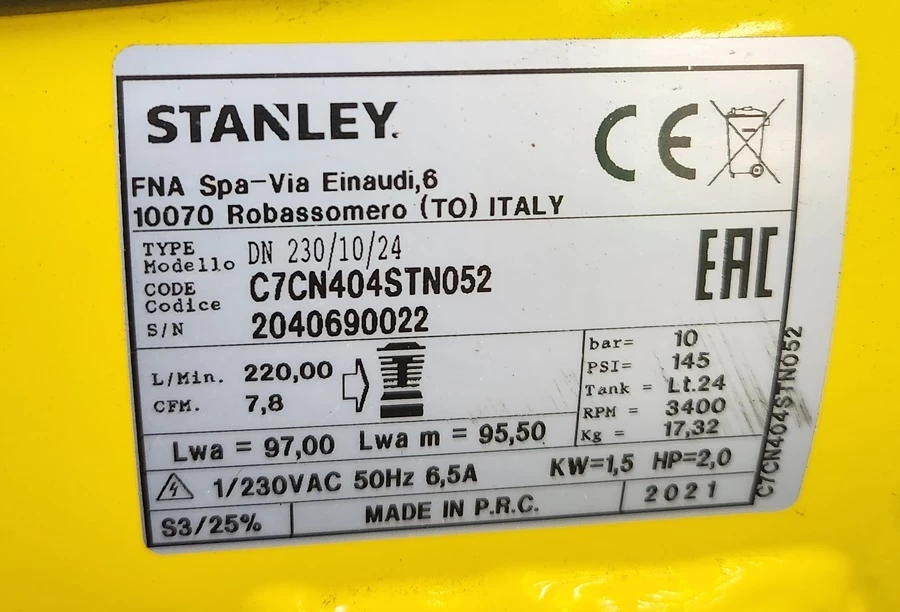 STANLEY.
CE
FNA Spa-Via Einaudi,6
10070 Robassomero (TO) ITALY
TYPE
Modello
DN 230/10/24
EAC
CODE
Codice
C7CN404STN052
S/N
2040690022
L/Min. 220,00
CFM. 7,8
bar= 10
PSI= 145
Tank = Lt.24
RPM = 3400
Kg = 17,32
C7CN404STN052
Lwa = 97,00 Lwa m = 95,50
1/230VAC 50Hz 6,5A KW=1,5 HP=2,0
S3/25% MADE IN P.R.C. 2021